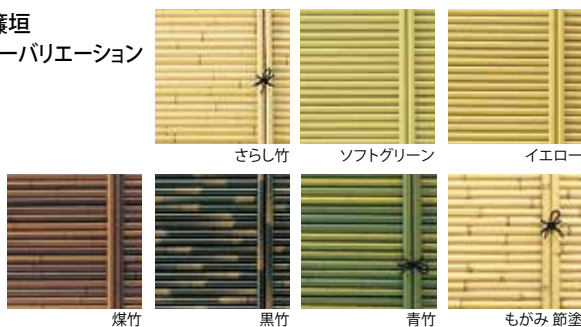 簾垣
ーバリエーション
さらし竹
ソフトグリーン
イエロー
煤竹
黒竹
青竹
もがみ 節塗